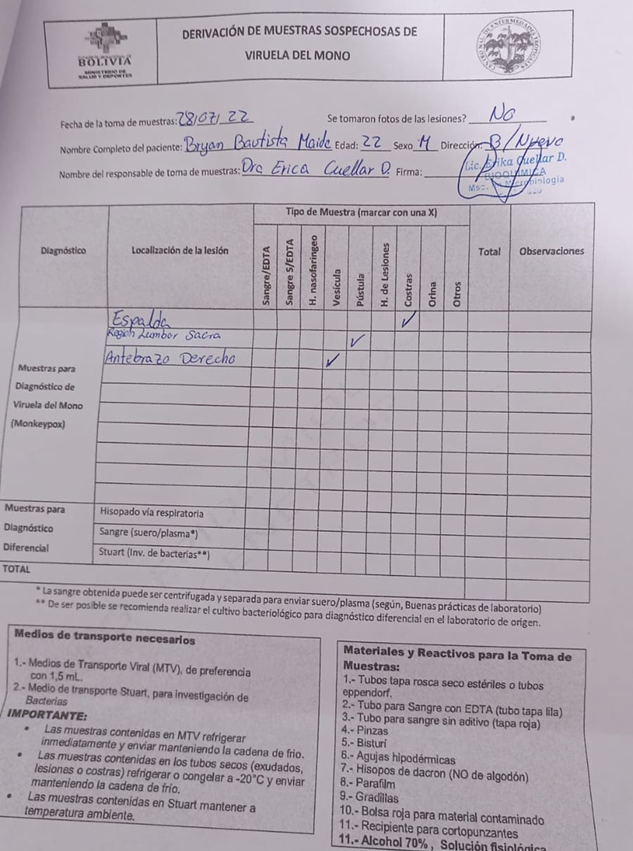 BOLIVIA
MINISTERIO DE
SALUD Y DEPORTES
DERIVACIÓN DE MUESTRAS SOSPECHOSAS DE
VIRUELA DEL MONO
Fecha de la toma de muestras: 28/07/22 Se tomaron fotos de las lesiones? No
Nombre Completo del paciente: Bryan Bautista Maide Edad: 22 Sexo M Dirección: B/Nuevo
Nombre del responsable de toma de muestras: Dra Erica Cuellar D. Firma:
Lic. Erika Cuellar D.
BIOQUIMICA
Diagnóstico Localización de la lesión Tipo de Muestra (marcar con una X) Total Observaciones
Sangre/EDTA Sangre S/EDTA H. nasofaringeo Vesícula Pústula H. de Lesiones Costras Orina Otros
Espalda ✓
Región Lumbar Sacra ✓
Antebrazo Derecho ✓
Muestras para
Diagnóstico de
Viruela del Mono
(Monkeypox)
Muestras para Hisopado vía respiratoria
Diagnóstico Sangre (suero/plasma*)
Diferencial Stuart (Inv. de bacterias**)
TOTAL
* La sangre obtenida puede ser centrifugada y separada para enviar suero/plasma (según, Buenas prácticas de laboratorio)
** De ser posible se recomienda realizar el cultivo bacteriológico para diagnóstico diferencial en el laboratorio de origen.
Medios de transporte necesarios
1.- Medios de Transporte Viral (MTV), de preferencia
con 1,5 mL.
2.- Medio de transporte Stuart, para investigación de
Bacterias
IMPORTANTE:
• Las muestras contenidas en MTV refrigerar
inmediatamente y enviar manteniendo la cadena de frio.
• Las muestras contenidas en los tubos secos (exudados,
lesiones o costras) refrigerar o congelar a -20°C y enviar
manteniendo la cadena de frío.
• Las muestras contenidas en Stuart mantener a
temperatura ambiente.
Materiales y Reactivos para la Toma de
Muestras:
1.- Tubos tapa rosca seco estériles o tubos
eppendorf.
2.- Tubo para Sangre con EDTA (tubo tapa lila)
3.- Tubo para sangre sin aditivo (tapa roja)
4.- Pinzas
5.- Bisturí
6.- Agujas hipodérmicas
7.- Hisopos de dacron (NO de algodón)
8.- Parafilm
9.- Gradillas
10.- Bolsa roja para material contaminado
11.- Recipiente para cortopunzantes
11.- Alcohol 70% , Solución fisiológica